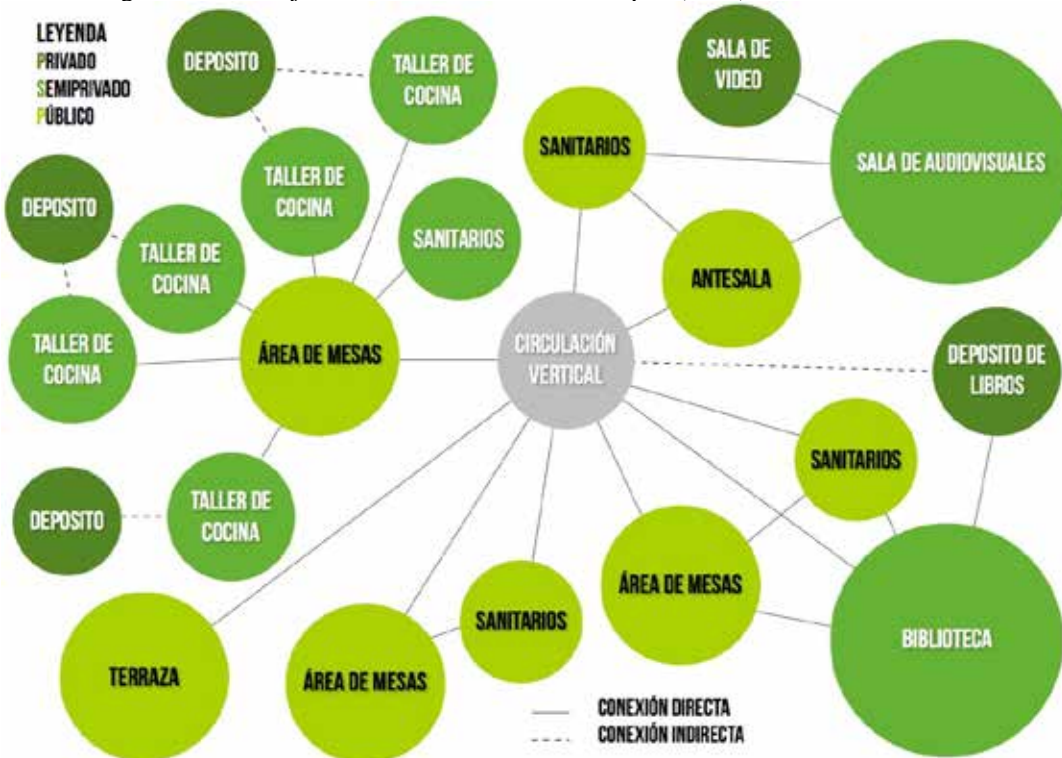 LEYENDA
PRIVADO
SEMIPRIVADO
PÚBLICO
DEPOSITO
TALLER DE
COCINA
SALA DE
VIDEO
SANITARIOS
SALA DE AUDIOVISUALES
TALLER DE
COCINA
DEPOSITO
TALLER DE
COCINA
SANITARIOS
ANTESALA
TALLER DE
COCINA
ÁREA DE MESAS
CIRCULACIÓN
VERTICAL
DEPOSITO DE
LIBROS
SANITARIOS
DEPOSITO
TALLER DE
COCINA
ÁREA DE MESAS
SANITARIOS
BIBLIOTECA
TERRAZA
ÁREA DE MESAS
CONEXIÓN DIRECTA
CONEXIÓN INDIRECTA